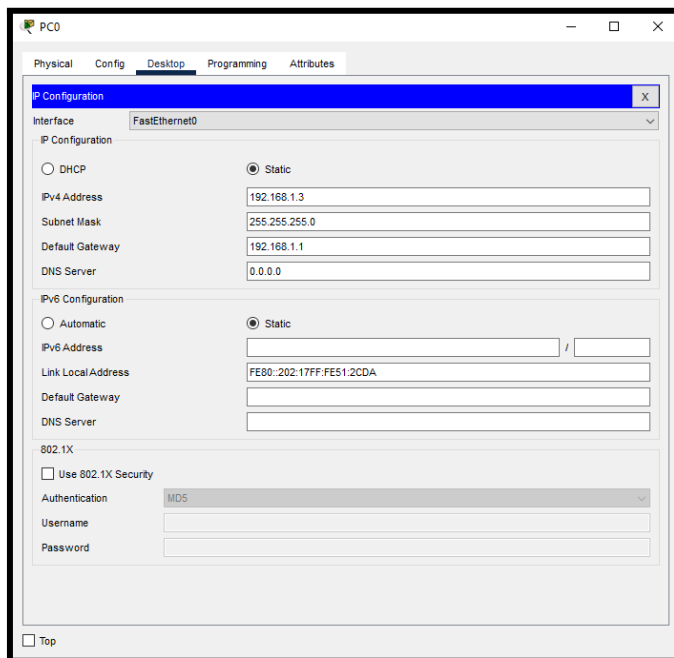 PC0
Physical Config Desktop Programming Attributes
IP Configuration X
Interface FastEthernet0
IP Configuration
DHCP Static
IPv4 Address 192.168.1.3
Subnet Mask 255.255.255.0
Default Gateway 192.168.1.1
DNS Server 0.0.0.0
IPv6 Configuration
Automatic Static
IPv6 Address /
Link Local Address FE80::202:17FF:FE51:2CDA
Default Gateway
DNS Server
802.1X
Use 802.1X Security
Authentication MD5
Username
Password
Top